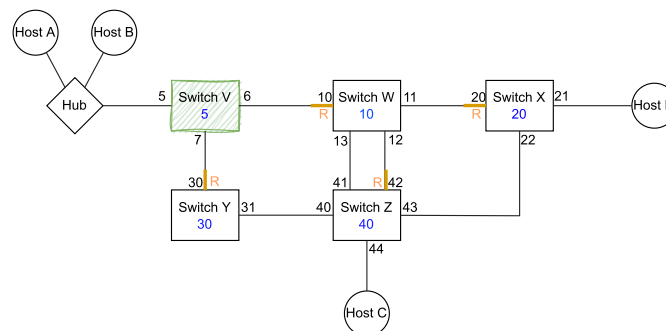 Host A
Host B
Hub
5
Switch V
5
6
7
10
R
Switch W
10
11
13
12
20
R
Switch X
20
21
22
Host
30
R
Switch Y
30
31
41
R
42
40
Switch Z
40
43
44
Host C